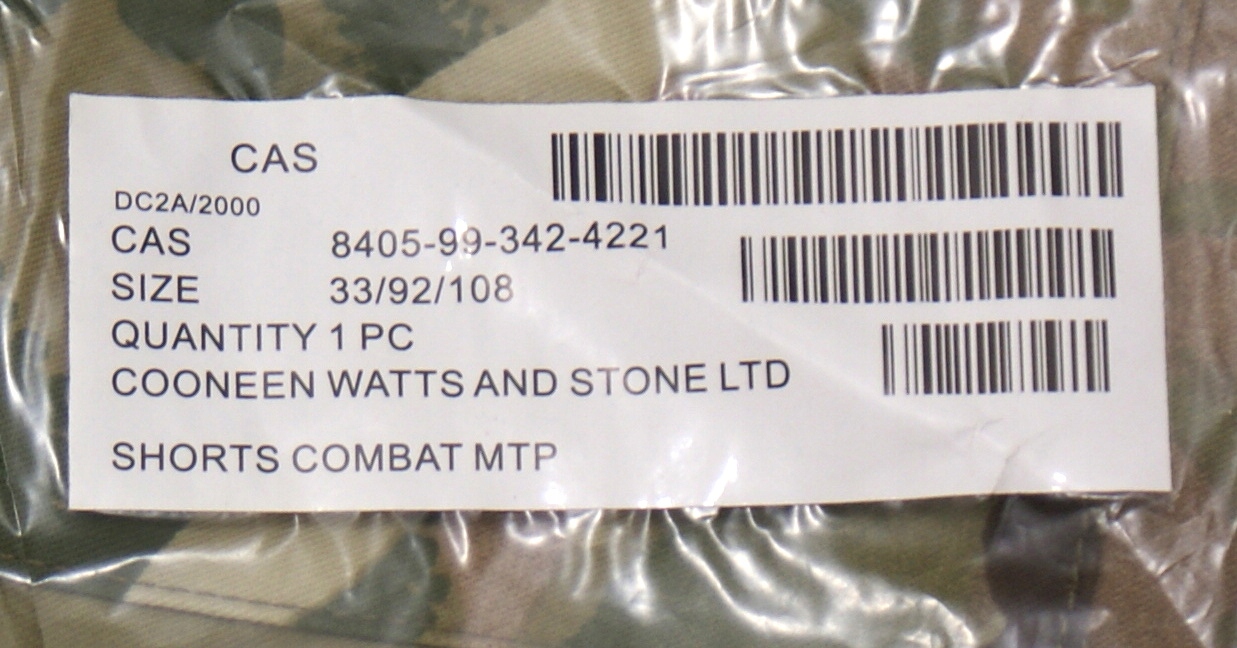 CAS
DC2A/2000
CAS 8405-99-342-4221
SIZE 33/92/108
QUANTITY 1 PC
COONEEN WATTS AND STONE LTD
SHORTS COMBAT MTP